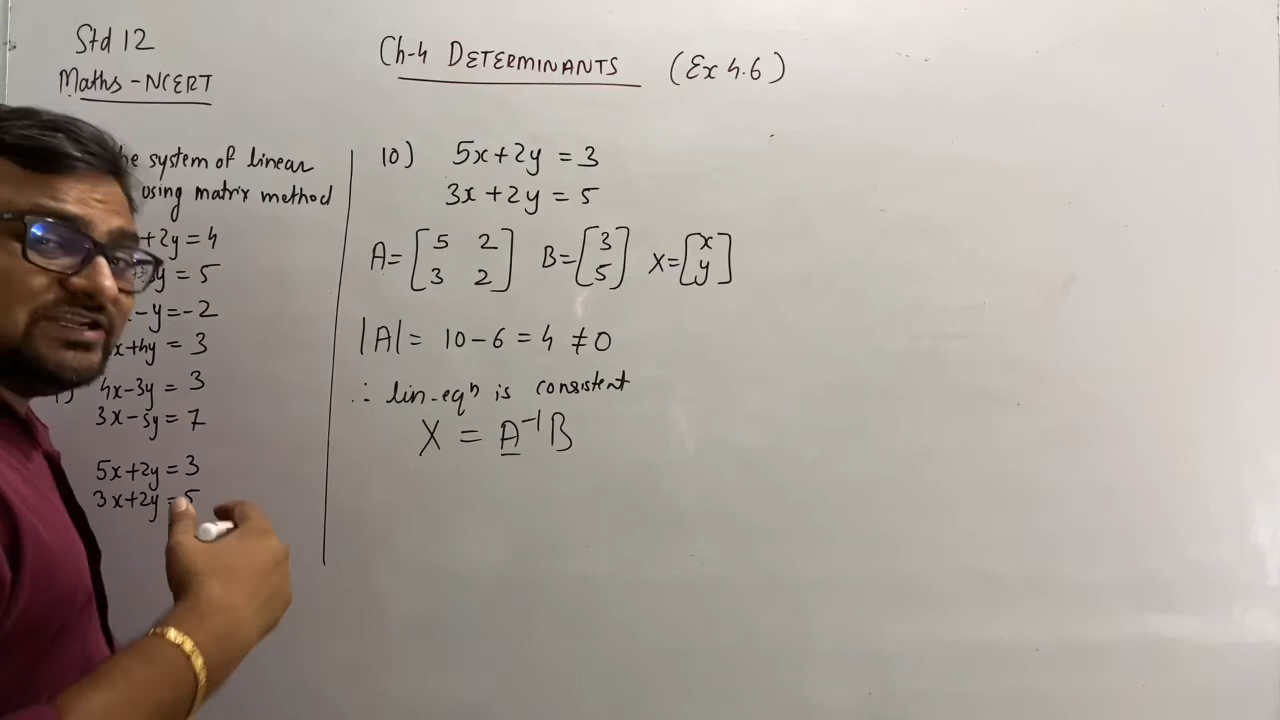 Std 12
Maths - NCERT
Ch-4 DETERMINANTS (Ex 4.6)
the system of linear
using matrix method
+2y = 4
y = 5
-y = -2
x+4y = 3
4x-3y = 3
3x-5y = 7
5x+2y = 3
3x+2y = 5
10) 5x+2y = 3
3x+2y = 5
A = [5 2 3 2] B = [3 5] X = [x y]
|A| = 10 - 6 = 4 ≠ 0
∴ lin-eqⁿ is consistent
X = A⁻¹B